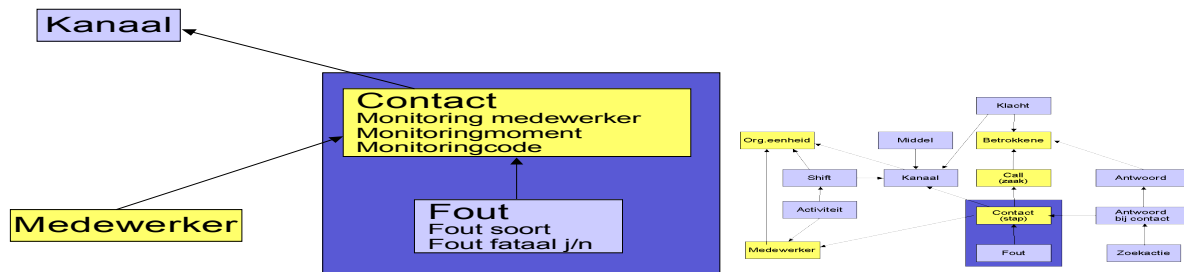 Kanaal
Contact
Monitoring medewerker
Monitoringmoment
Monitoringcode
Medewerker
Fout
Fout soort
Fout fataal j/n
Klacht
Org.eenheid
Middel
Betrokkene
Shift
Kanaal
Call
(zaak)
Antwoord
Activiteit
Contact
(stap)
Antwoord
bij contact
Medewerker
Fout
Zoekactie